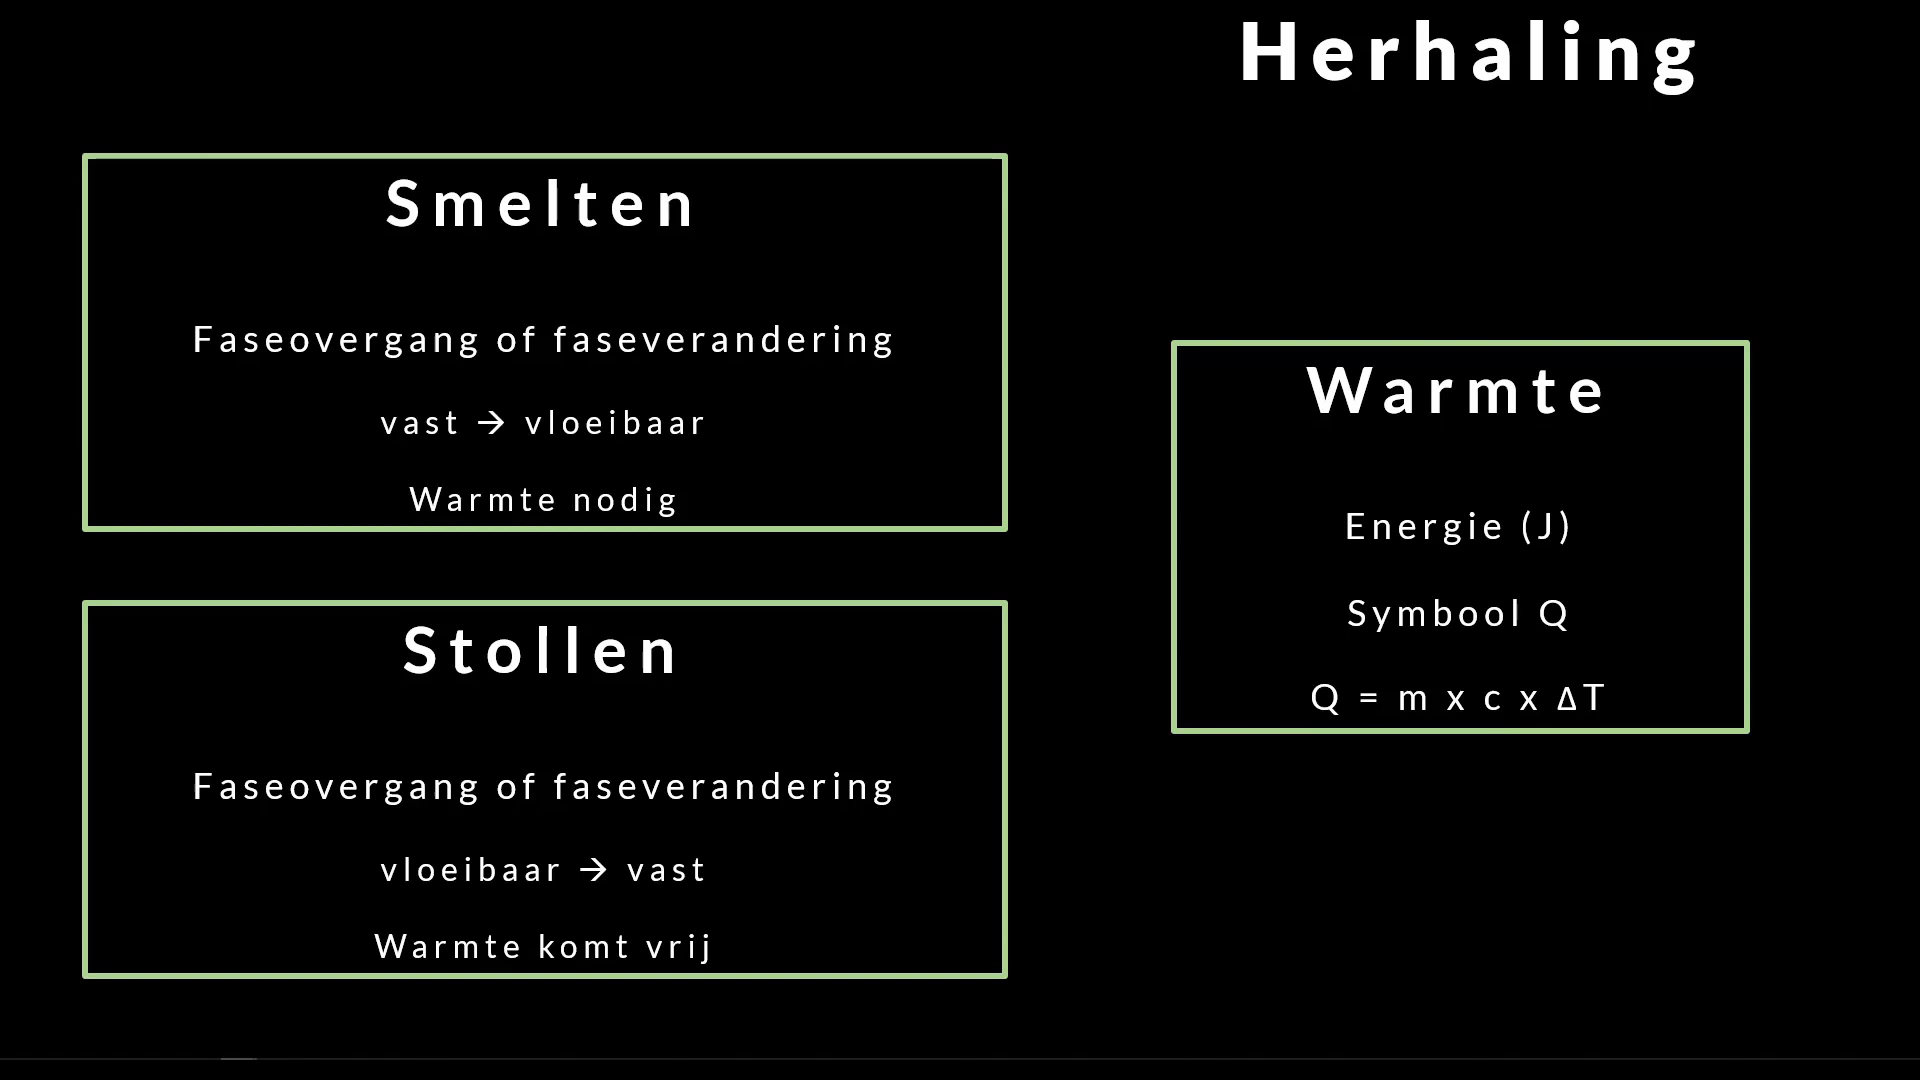 Herhaling
Smelten
Faseovergang of faseverandering
vast → vloeibaar
Warmte nodig
Stollen
Faseovergang of faseverandering
vloeibaar → vast
Warmte komt vrij
Warmte
Energie (J)
Symbool Q
Q = m x c x ΔT